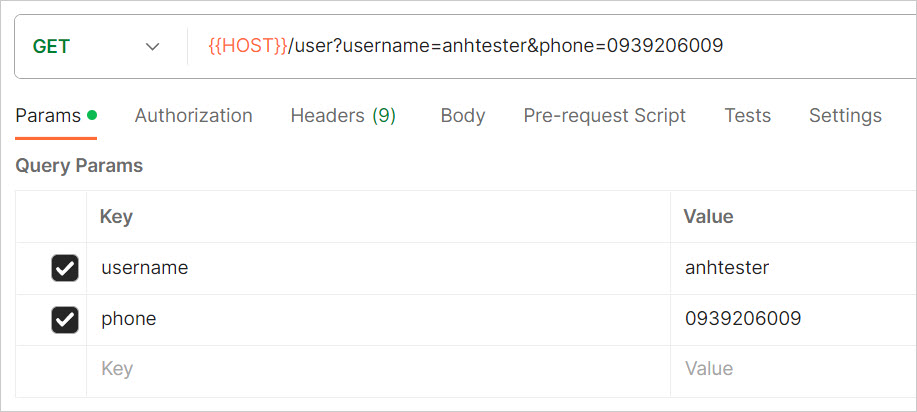 GET {{HOST}}/user?username=anhtester&phone=0939206009
Params Authorization Headers (9) Body Pre-request Script Tests Settings
Query Params
Key Value
username anhtester
phone 0939206009
Key Value